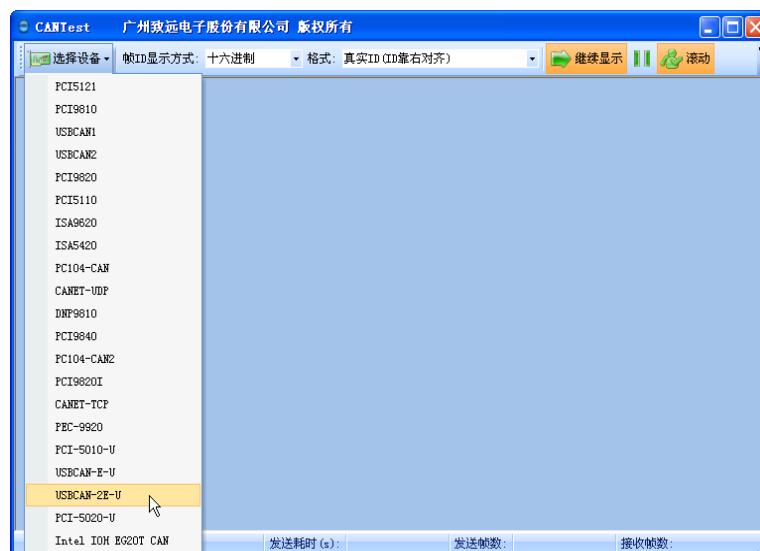 CANTest 广州致远电子股份有限公司 版权所有
选择设备 帧ID显示方式: 十六进制 格式: 真实ID(ID靠右对齐) 继续显示 滚动
PCI5121
PCI9810
USBCAN1
USBCAN2
PCI9820
PCI5110
ISA9620
ISA5420
PC104-CAN
CANET-UDP
DNP9810
PCI9840
PC104-CAN2
PCI9820I
CANET-TCP
PEC-9920
PCI-5010-U
USBCAN-E-U
USBCAN-2E-U
PCI-5020-U
Intel IOH EG20T CAN
发送耗时(s): 发送帧数: 接收帧数: